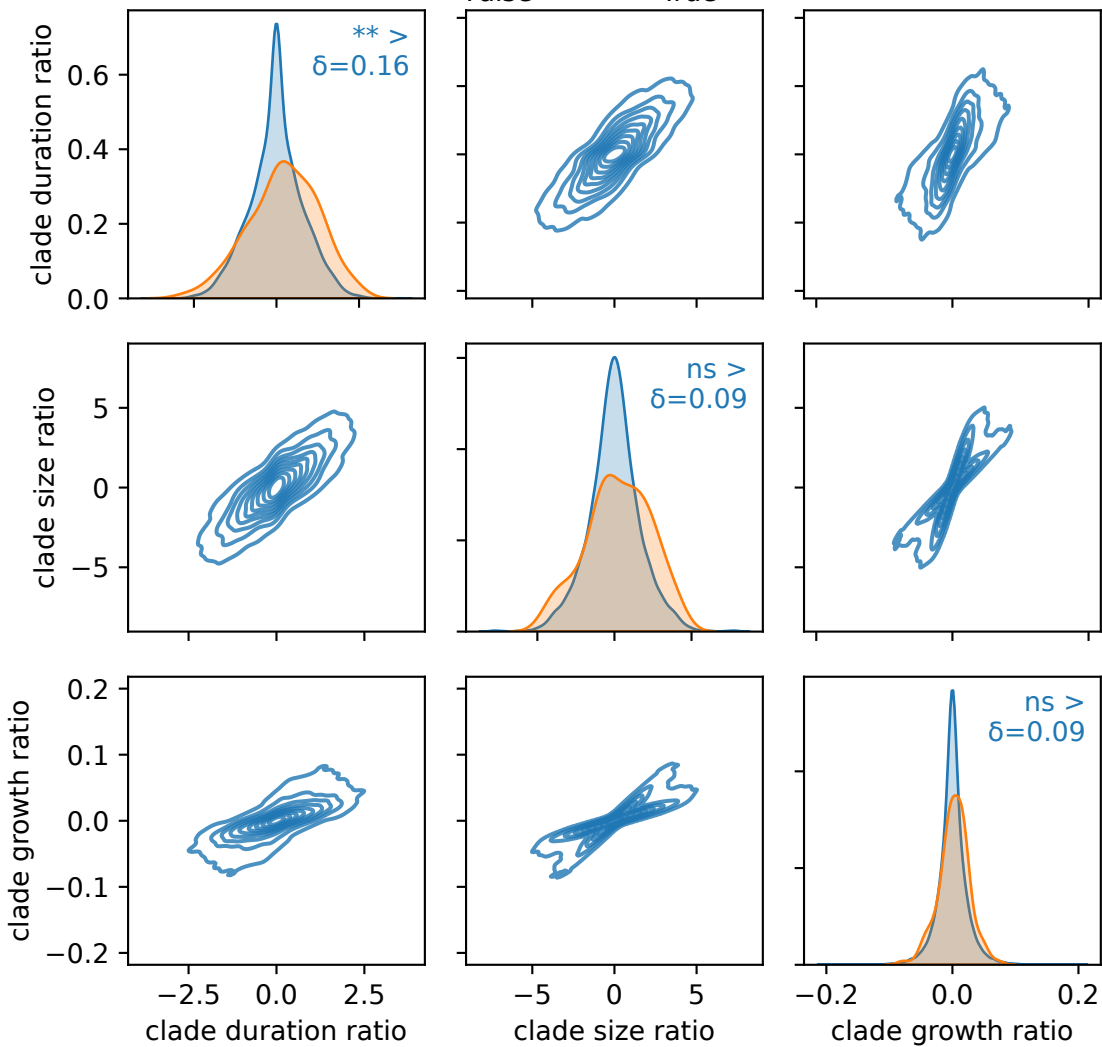 clade duration ratio
0.6
0.4
0.2
0.0
** >
δ=0.16
clade size ratio
5
0
−5
ns >
δ=0.09
clade growth ratio
0.2
0.1
0.0
−0.1
−0.2
ns >
δ=0.09
−2.5 0.0 2.5
clade duration ratio
−5 0 5
clade size ratio
−0.2 0.0 0.2
clade growth ratio